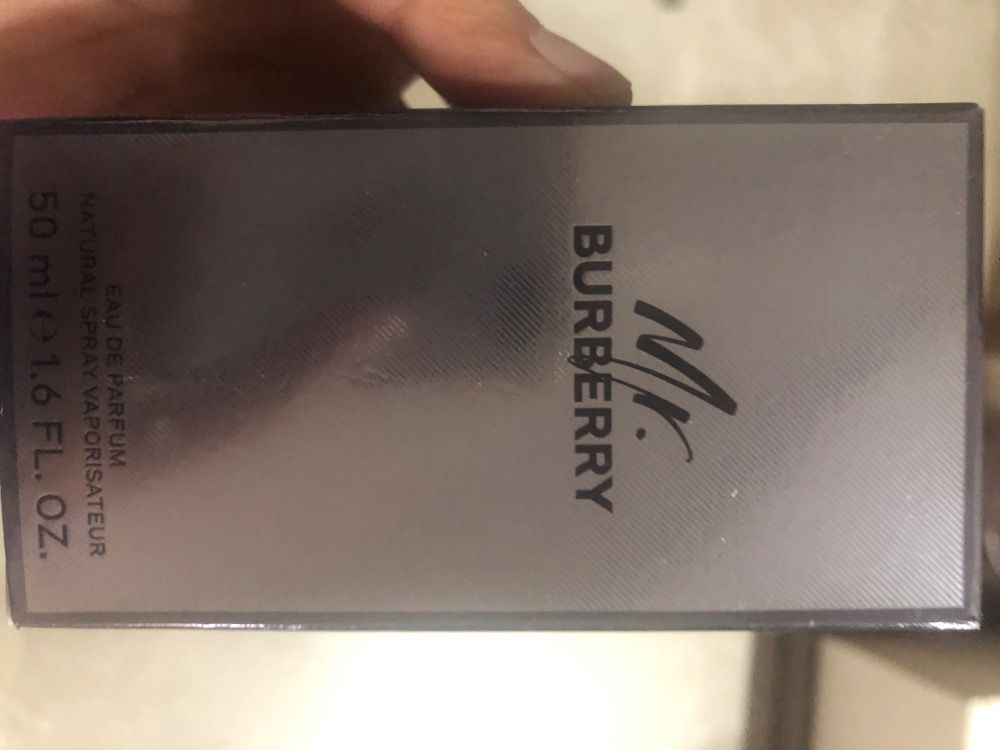 Mr.
BURBERRY
EAU DE PARFUM
NATURAL SPRAY VAPORISATEUR
50 ml e 1.6 FL. OZ.